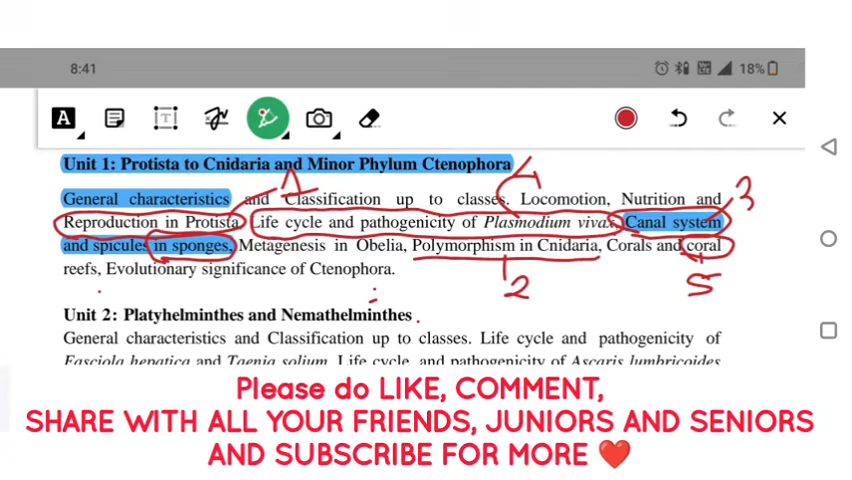 8:41
18%
A
T
Unit 1: Protista to Cnidaria and Minor Phylum Ctenophora
1
4
3
General characteristics and Classification up to classes. Locomotion, Nutrition and
Reproduction in Protista Life cycle and pathogenicity of Plasmodium vivax, Canal system
and spicules in sponges, Metagenesis in Obelia, Polymorphism in Cnidaria, Corals and coral
reefs, Evolutionary significance of Ctenophora.
2
5
Unit 2: Platyhelminthes and Nemathelminthes
General characteristics and Classification up to classes. Life cycle and pathogenicity of
Fasciola hepatica and Taenia solium. Life cycle, and pathogenicity of Ascaris lumbricoides
Please do LIKE, COMMENT,
SHARE WITH ALL YOUR FRIENDS, JUNIORS AND SENIORS
AND SUBSCRIBE FOR MORE ❤️